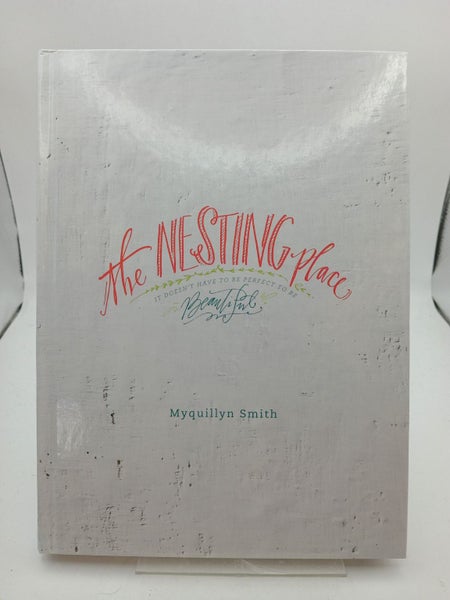 the NESTING place
IT DOESN'T HAVE TO BE PERFECT TO BE
Beautiful
Myquillyn Smith